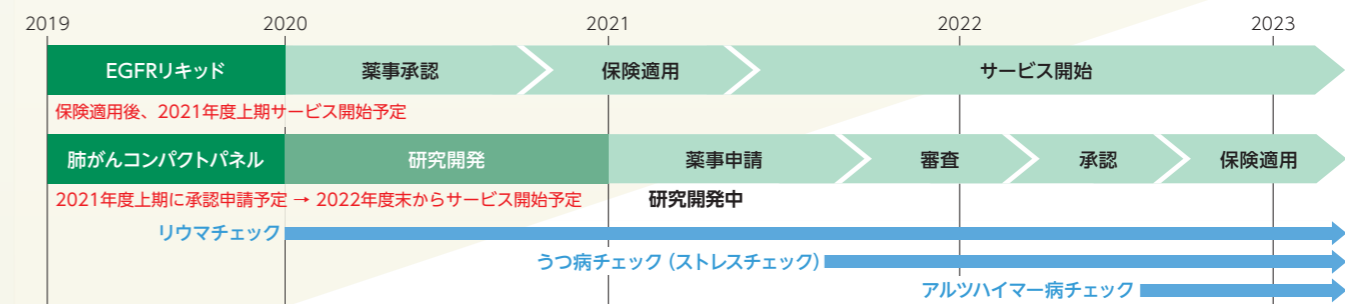 2019 2020 2021 2022 2023
EGFRリキッド 薬事承認 保険適用 サービス開始
保険適用後、2021年度上期サービス開始予定
肺がんコンパクトパネル 研究開発 薬事申請 審査 承認 保険適用
2021年度上期に承認申請予定 → 2022年度末からサービス開始予定 研究開発中
リウマチェック
うつ病チェック（ストレスチェック）
アルツハイマー病チェック